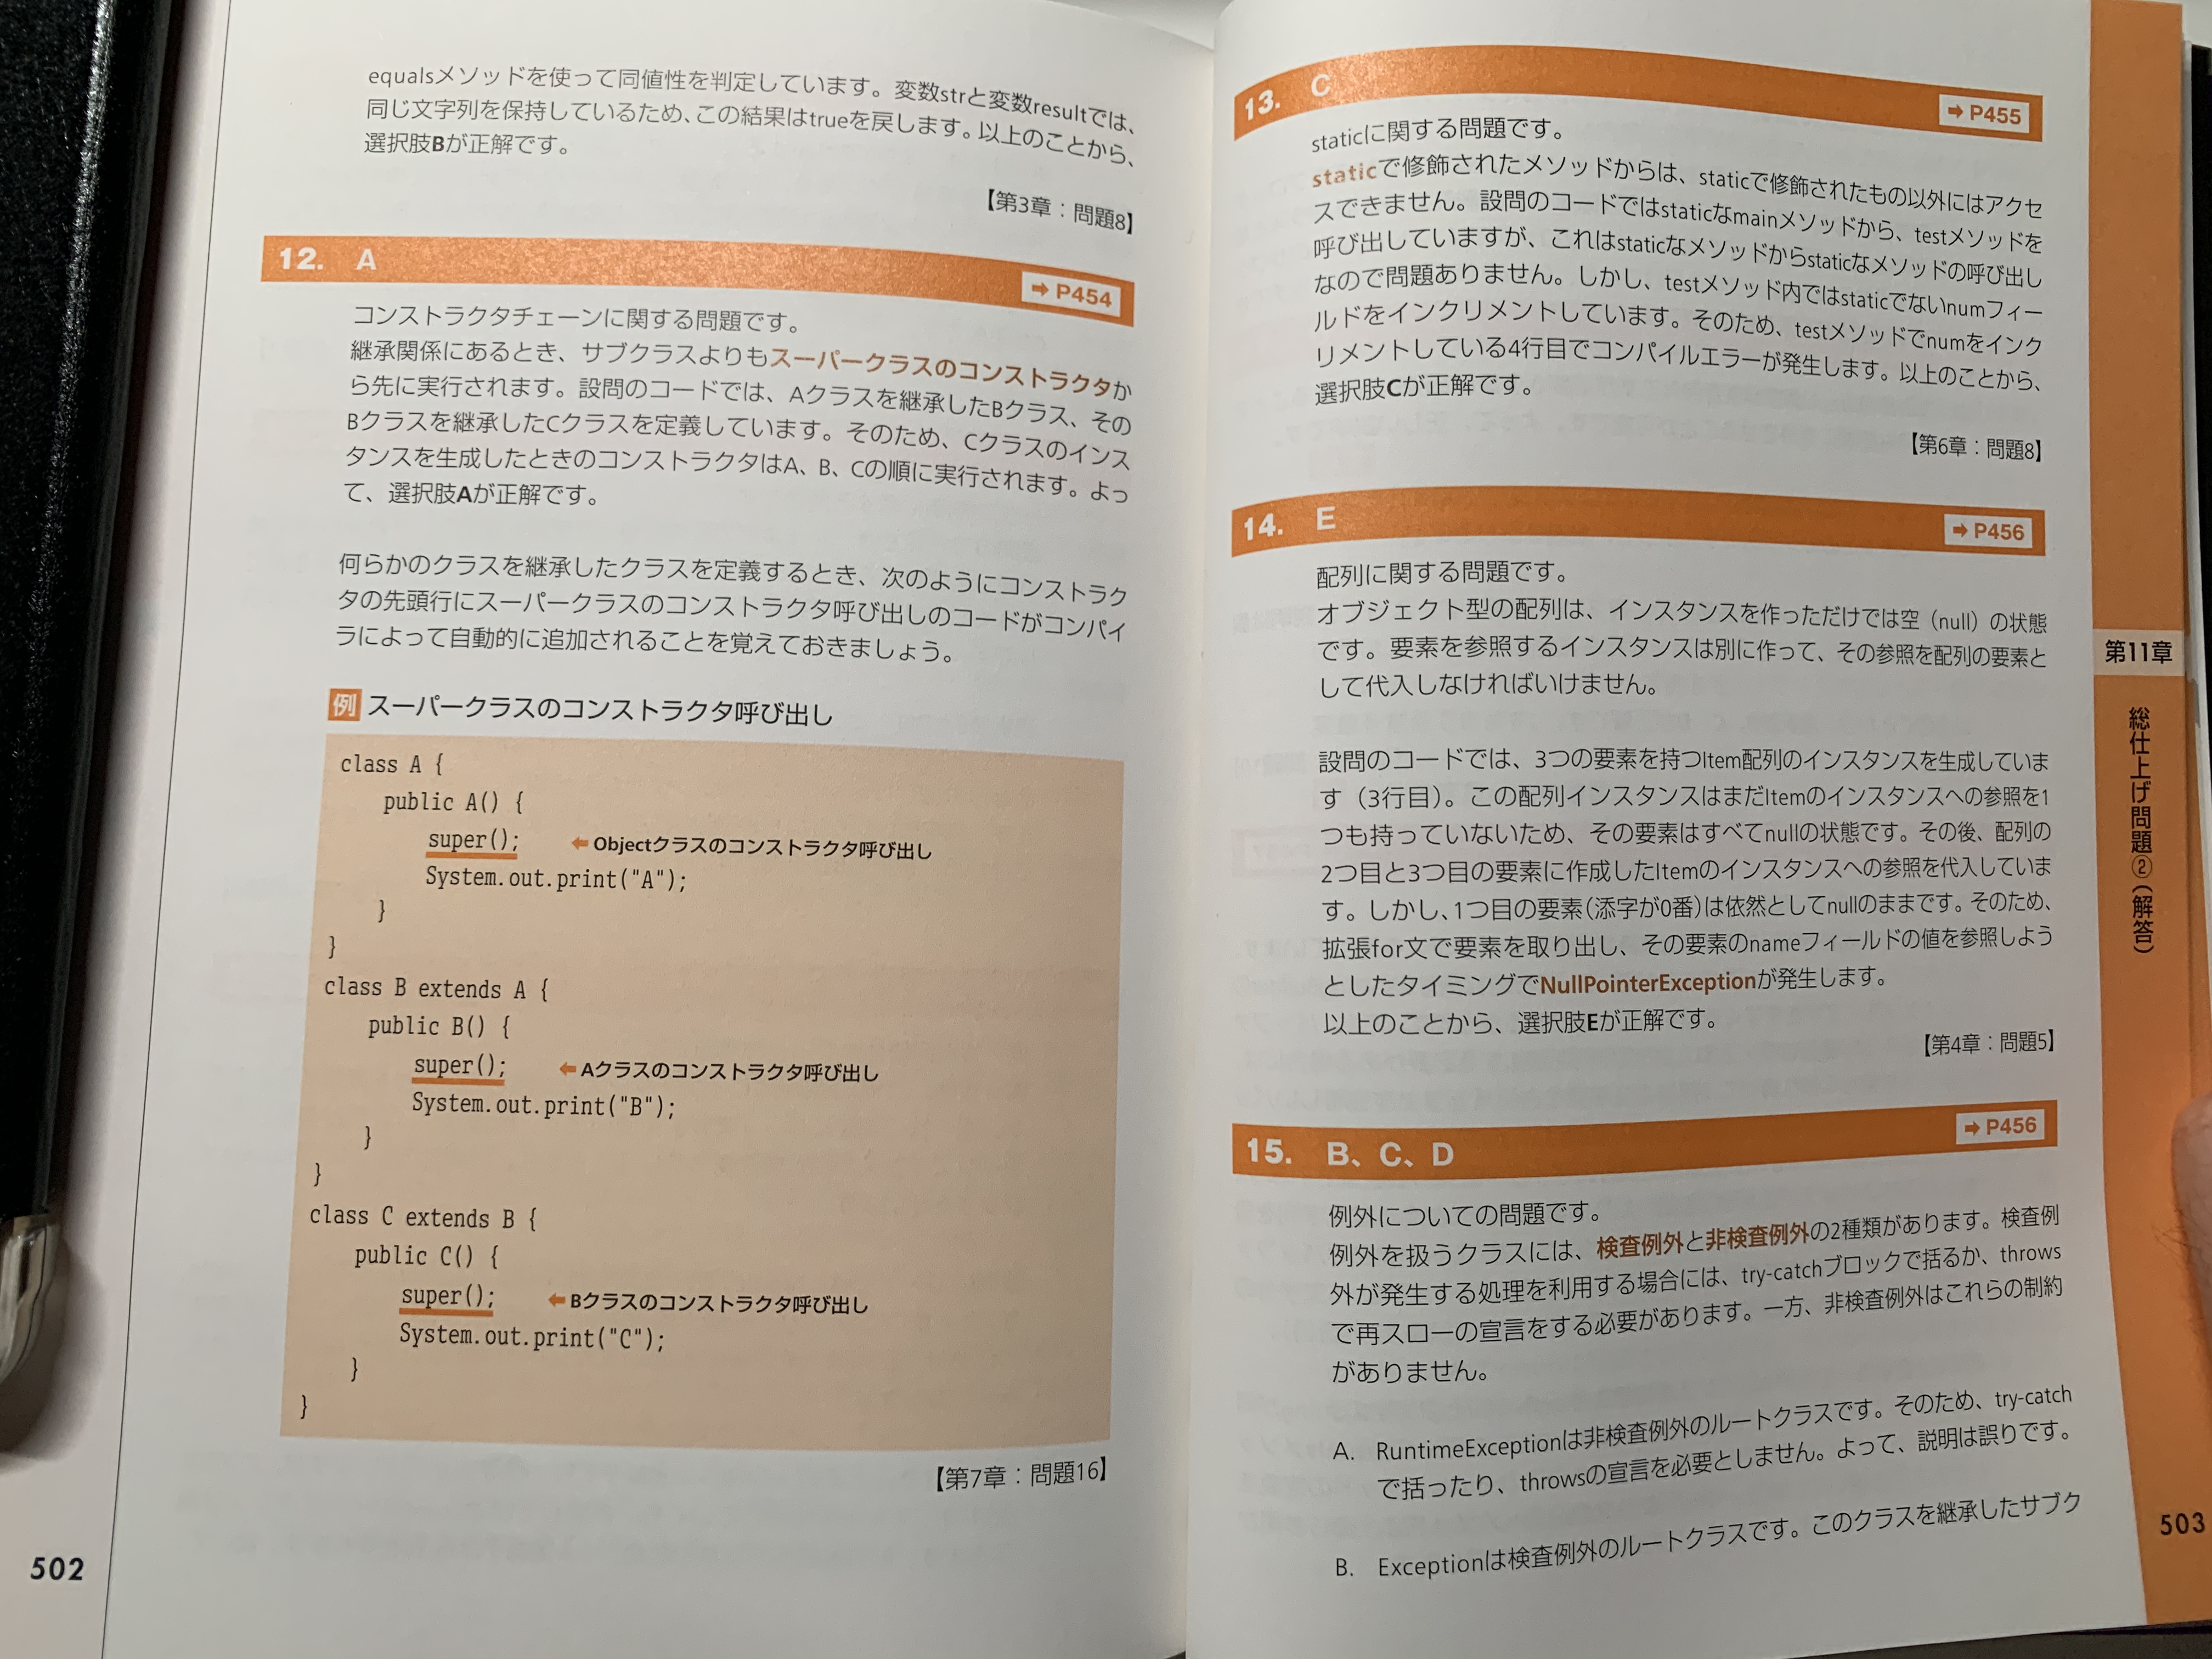 equalsメソッドを使って同値性を判定しています。変数strと変数resultでは、
同じ文字列を保持しているため、この結果はtrueを戻します。以上のことから、
選択肢Bが正解です。
【第3章：問題8】
12. A
➡ P454
コンストラクタチェーンに関する問題です。
継承関係にあるとき、サブクラスよりもスーパークラスのコンストラクタか
ら先に実行されます。設問のコードでは、Aクラスを継承したBクラス、その
Bクラスを継承したCクラスを定義しています。そのため、Cクラスのインス
タンスを生成したときのコンストラクタはA、B、Cの順に実行されます。よっ
て、選択肢Aが正解です。
何らかのクラスを継承したクラスを定義するとき、次のようにコンストラク
タの先頭行にスーパークラスのコンストラクタ呼び出しのコードがコンパイ
ラによって自動的に追加されることを覚えておきましょう。
例 スーパークラスのコンストラクタ呼び出し
class A {
public A() {
super(); ⬅ Objectクラスのコンストラクタ呼び出し
System.out.print("A");
}
}
class B extends A {
public B() {
super(); ⬅ Aクラスのコンストラクタ呼び出し
System.out.print("B");
}
}
class C extends B {
public C() {
super(); ⬅ Bクラスのコンストラクタ呼び出し
System.out.print("C");
}
}
【第7章：問題16】
502
13. C
➡ P455
staticに関する問題です。
staticで修飾されたメソッドからは、staticで修飾されたもの以外にはアクセ
スできません。設問のコードではstaticなmainメソッドから、testメソッドを
呼び出していますが、これはstaticなメソッドからstaticなメソッドの呼び出し
なので問題ありません。しかし、testメソッド内ではstaticでないnumフィー
ルドをインクリメントしています。そのため、testメソッドでnumをインク
リメントしている4行目でコンパイルエラーが発生します。以上のことから、
選択肢Cが正解です。
【第6章：問題8】
14. E
➡ P456
配列に関する問題です。
オブジェクト型の配列は、インスタンスを作っただけでは空（null）の状態
です。要素を参照するインスタンスは別に作って、その参照を配列の要素と
して代入しなければいけません。
設問のコードでは、3つの要素を持つItem配列のインスタンスを生成していま
す（3行目）。この配列インスタンスはまだItemのインスタンスへの参照を1
つも持っていないため、その要素はすべてnullの状態です。その後、配列の
2つ目と3つ目の要素に作成したItemのインスタンスへの参照を代入していま
す。しかし、1つ目の要素（添字が0番）は依然としてnullのままです。そのため、
拡張for文で要素を取り出し、その要素のnameフィールドの値を参照しよう
としたタイミングでNullPointerExceptionが発生します。
以上のことから、選択肢Eが正解です。
【第4章：問題5】
15. B、C、D
➡ P456
例外についての問題です。
例外を扱うクラスには、検査例外と非検査例外の2種類があります。検査例
外が発生する処理を利用する場合には、try-catchブロックで括るか、throws
で再スローの宣言をする必要があります。一方、非検査例外はこれらの制約
がありません。
A. RuntimeExceptionは非検査例外のルートクラスです。そのため、try-catch
で括ったり、throwsの宣言を必要としません。よって、説明は誤りです。
B. Exceptionは検査例外のルートクラスです。このクラスを継承したサブク
第11章
総仕上げ問題②（解答）
503